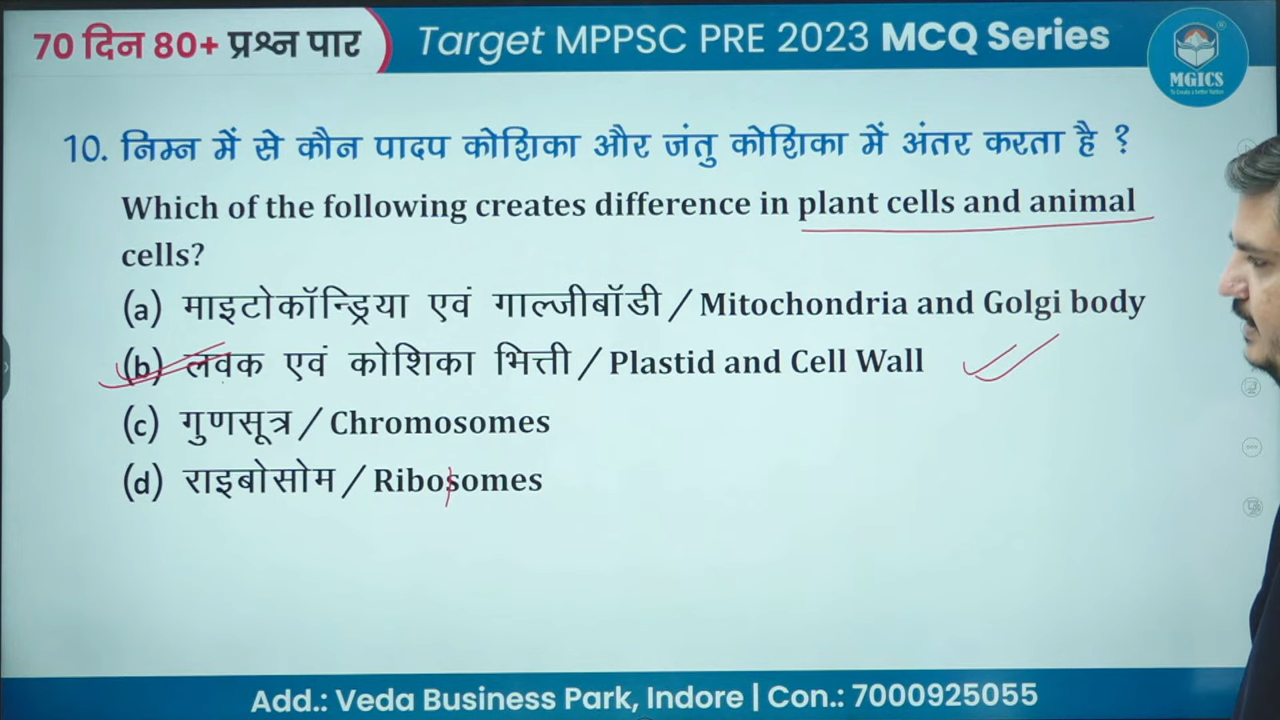 70 दिन 80+ प्रश्न पार
Target MPPSC PRE 2023 MCQ Series
MGICS
10. निम्न में से कौन पादप कोशिका और जंतु कोशिका में अंतर करता है ?
Which of the following creates difference in plant cells and animal
cells?
(a) माइटोकॉन्ड्रिया एवं गाल्जीबॉडी / Mitochondria and Golgi body
(b) लवक एवं कोशिका भित्ती / Plastid and Cell Wall
(c) गुणसूत्र / Chromosomes
(d) राइबोसोम / Ribosomes
Add.: Veda Business Park, Indore | Con.: 7000925055